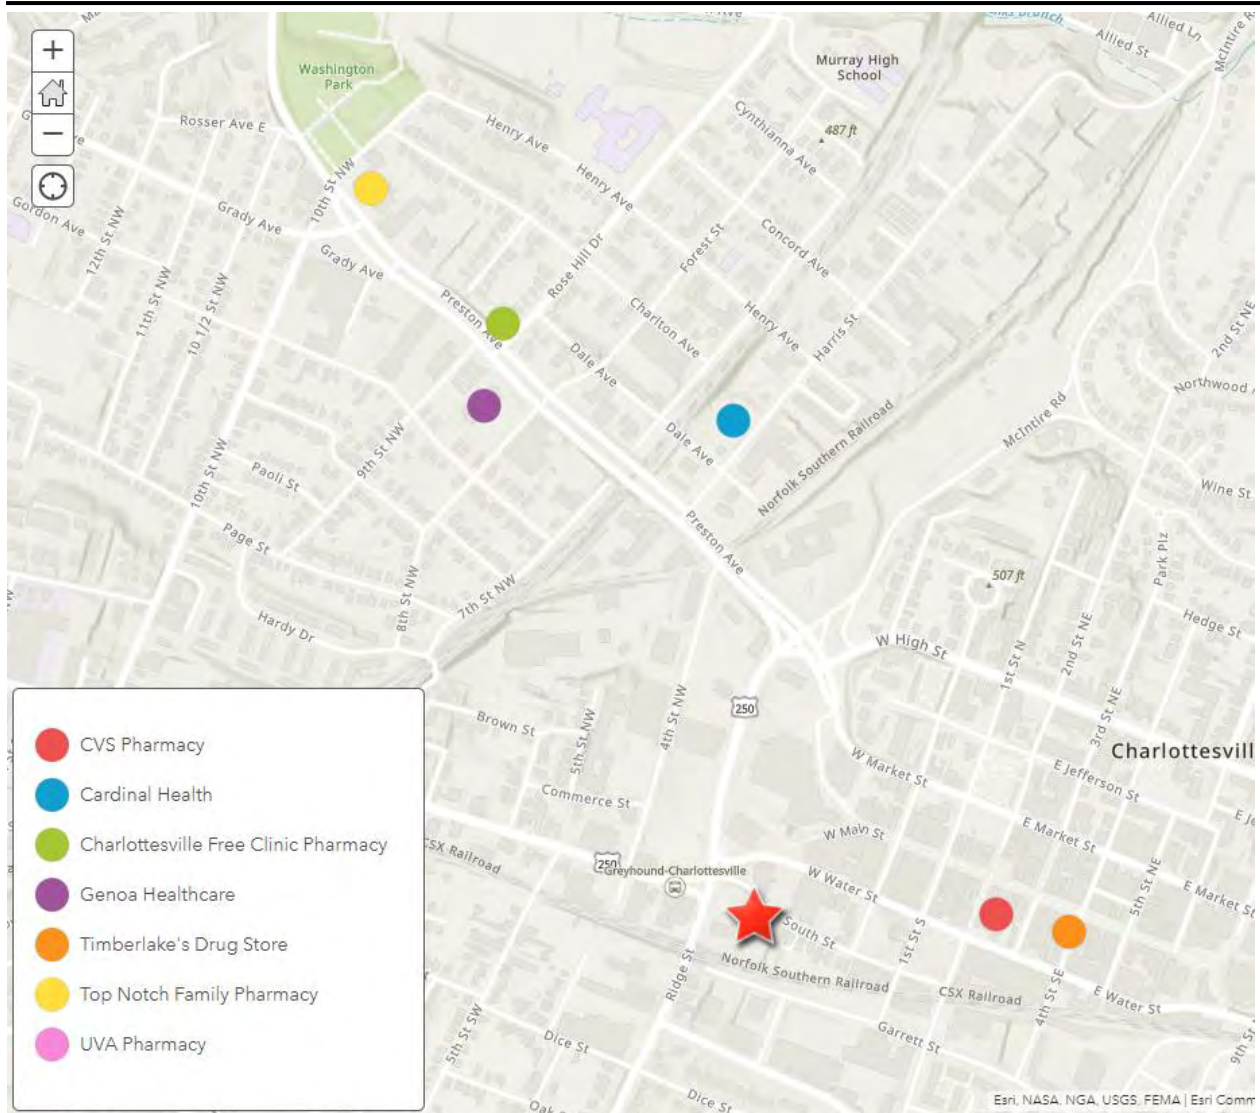 Allied Ln
Allied St
McIntire Rd
Murray High
School
Washington
Park
Rosser Ave E
Henry Ave
Cynthianna Ave
487 ft
10th St NW
Henry Ave
Gordon Ave
Grady Ave
12th St NW
Forest St
Concord Ave
Rose Hill Dr
Grady Ave
11th St NW
10 1/2 St NW
Preston Ave
Charlton Ave
Henry Ave
Harris St
2nd St NE
Dale Ave
Northwood
McIntire Rd
9th St NW
Dale Ave
Norfolk Southern Railroad
10th St NW
Paoli St
Wine St
Page St
Preston Ave
Park Plz
507 ft
8th St NW
7th St NW
Hardy Dr
Hedge St
W High St
1st St N
2nd St NE
250
4th St NW
Brown St
5th St NW
3rd St NE
Charlottesvill
W Market St
E Jefferson St
Commerce St
W Main St
E Market St
CSX Railroad
250
Greyhound-Charlottesville
W Water St
5th St NE
E Market St
South St
1st St S
Ridge St
Norfolk Southern Railroad
CSX Railroad
4th St SE
E Water St
Garrett St
5th St SW
Dice St
Dice St
9th St
CVS Pharmacy
Cardinal Health
Charlottesville Free Clinic Pharmacy
Genoa Healthcare
Timberlake's Drug Store
Top Notch Family Pharmacy
UVA Pharmacy
Esri, NASA, NGA, USGS, FEMA | Esri Comm